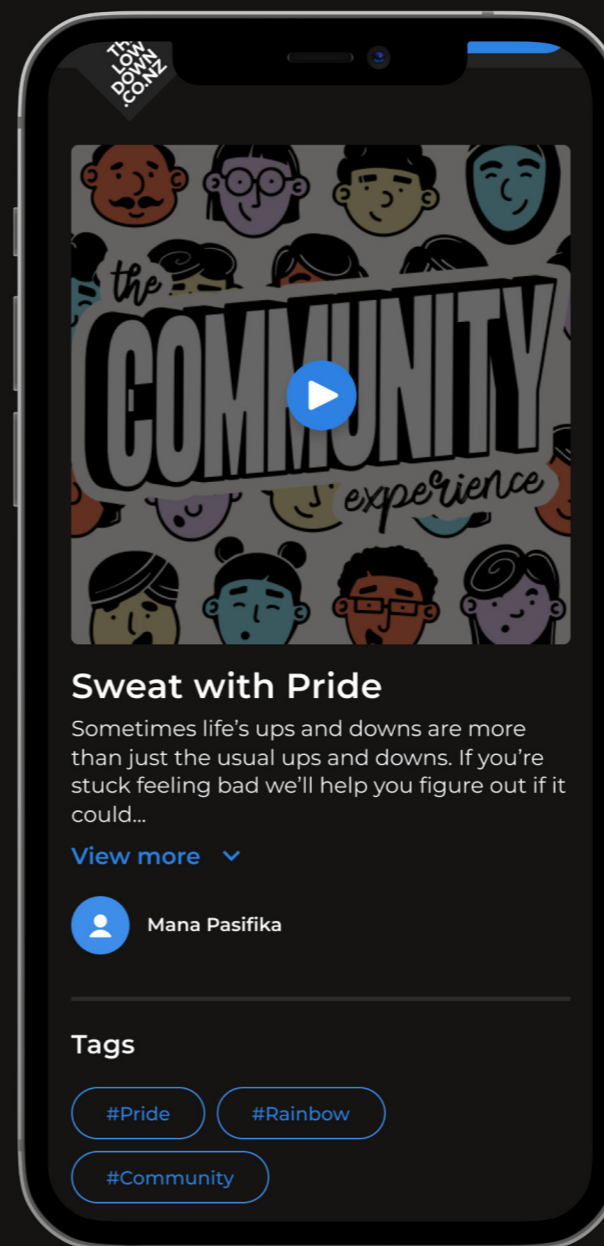 THE
LOW
DOWN
.CO.NZ
the
COMMUNITY
experience
Sweat with Pride
Sometimes life’s ups and downs are more
than just the usual ups and downs. If you’re
stuck feeling bad we’ll help you figure out if it
could...
View more
Mana Pasifika
Tags
#Pride
#Rainbow
#Community